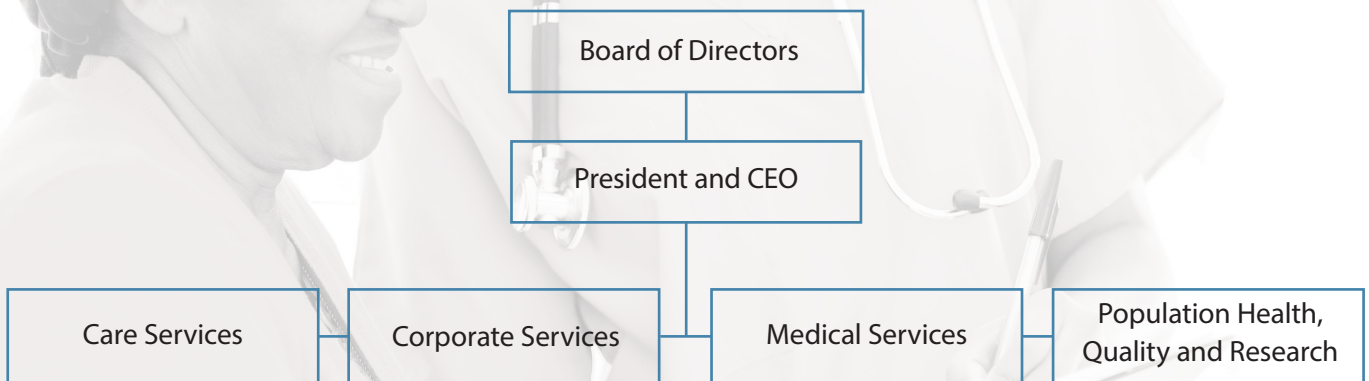 Board of Directors
President and CEO
Care Services
Corporate Services
Medical Services
Population Health,
Quality and Research